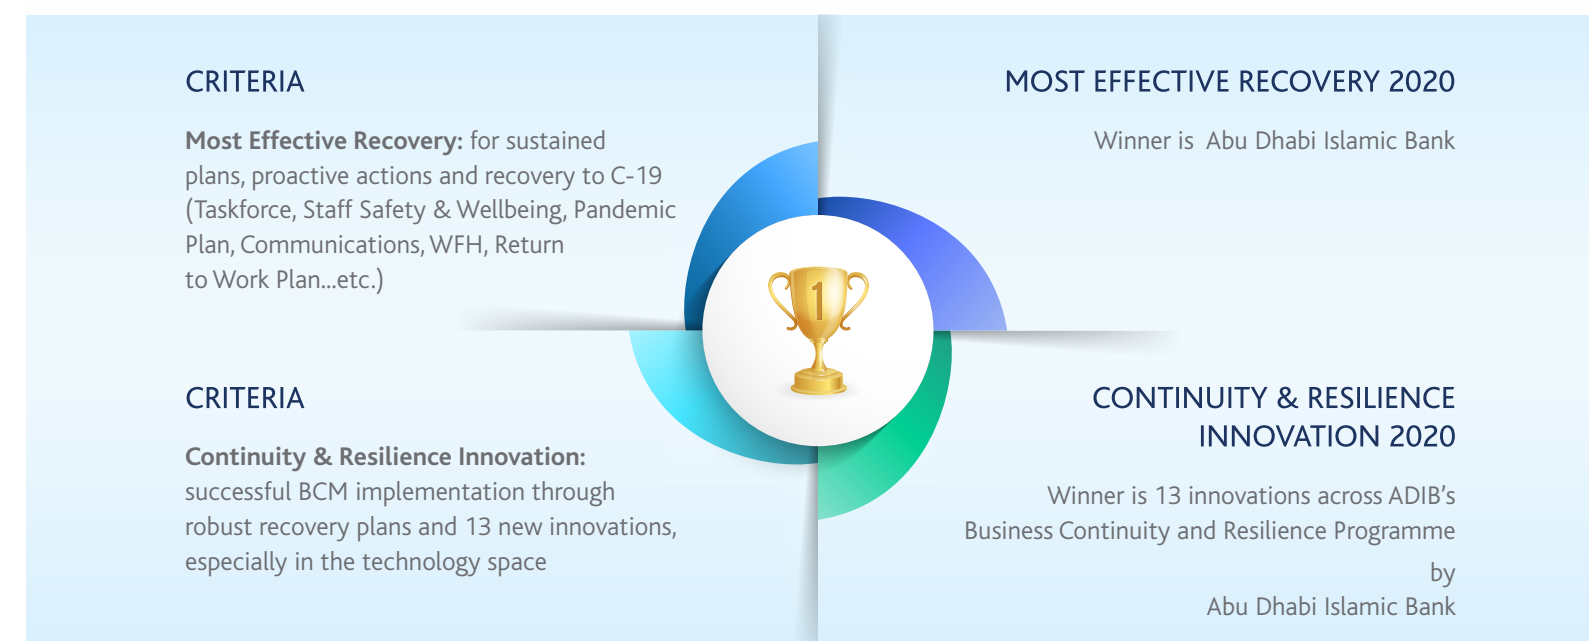 CRITERIA
Most Effective Recovery: for sustained
plans, proactive actions and recovery to C-19
(Taskforce, Staff Safety & Wellbeing, Pandemic
Plan, Communications, WFH, Return
to Work Plan...etc.)
MOST EFFECTIVE RECOVERY 2020
Winner is Abu Dhabi Islamic Bank
1
CRITERIA
Continuity & Resilience Innovation:
successful BCM implementation through
robust recovery plans and 13 new innovations,
especially in the technology space
CONTINUITY & RESILIENCE
INNOVATION 2020
Winner is 13 innovations across ADIB's
Business Continuity and Resilience Programme
by
Abu Dhabi Islamic Bank